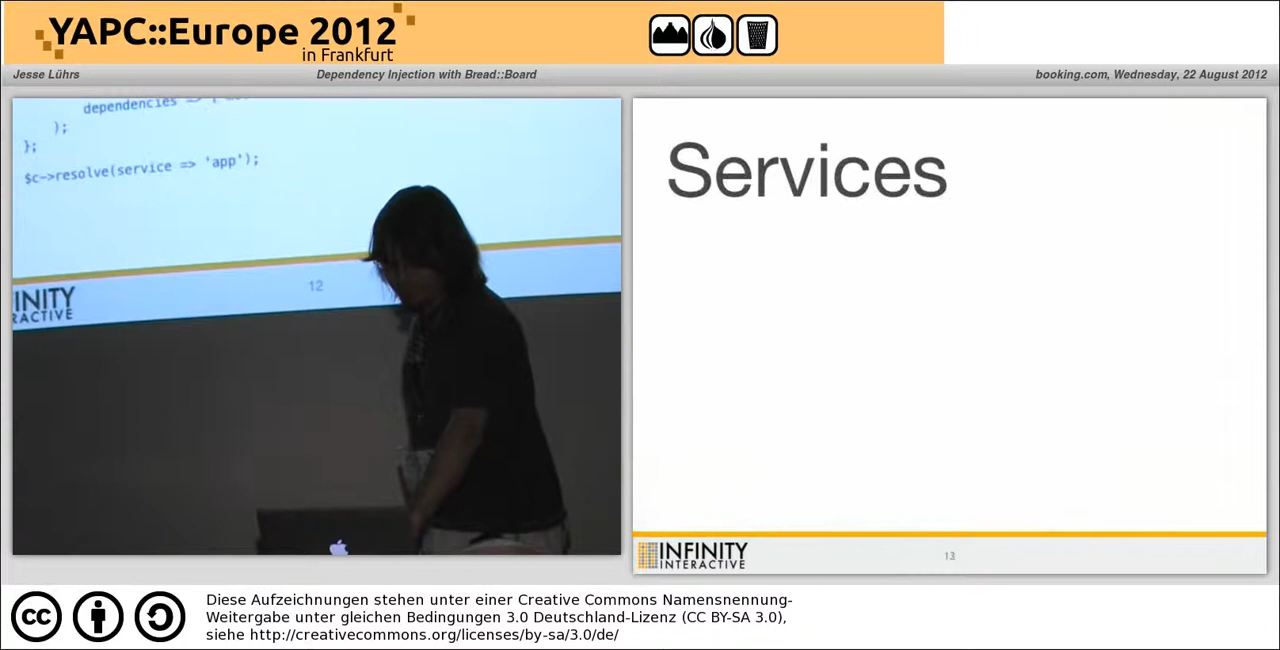 YAPC::Europe 2012
in Frankfurt
Jesse Lührs
Dependency Injection with Bread::Board
booking.com, Wednesday, 22 August 2012
dependencies =>
);
};
$c->resolve(service => 'app');
12
INITY
RACTIVE
Services
INFINITY
INTERACTIVE
13
cc
Diese Aufzeichnungen stehen unter einer Creative Commons Namensnennung-
Weitergabe unter gleichen Bedingungen 3.0 Deutschland-Lizenz (CC BY-SA 3.0),
siehe http://creativecommons.org/licenses/by-sa/3.0/de/